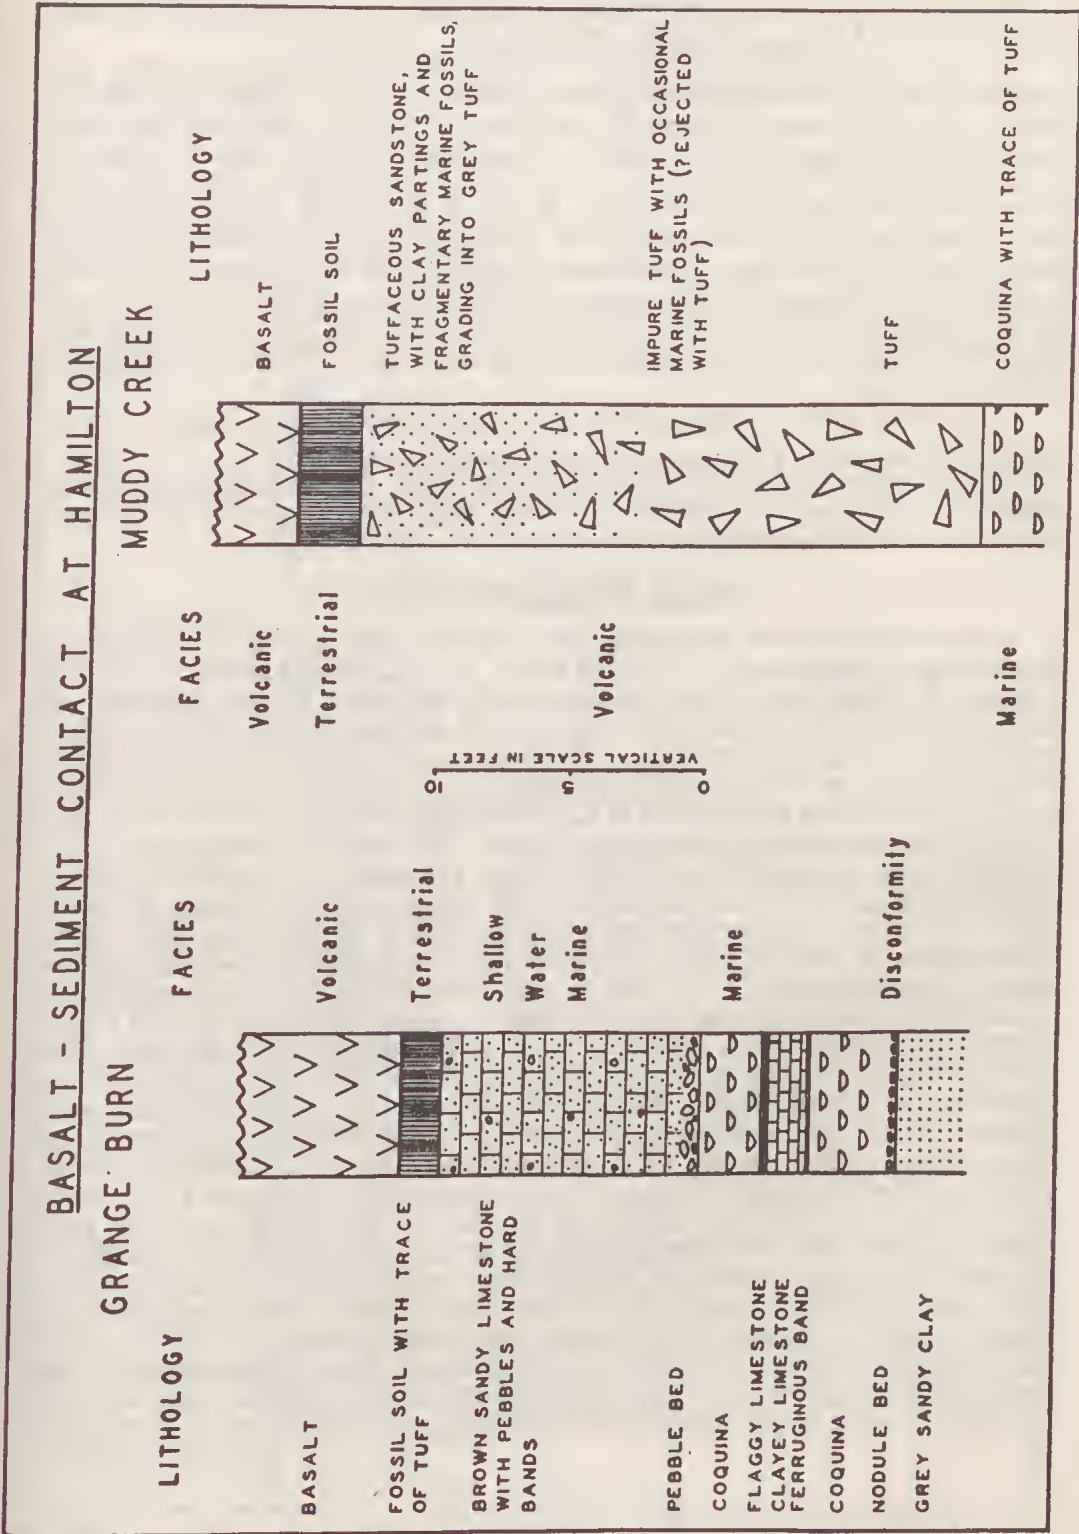 BASALT - SEDIMENT CONTACT AT HAMILTON
GRANGE BURN
MUDDY CREEK
LITHOLOGY
FACIES
FACIES
LITHOLOGY
BASALT
FOSSIL SOIL WITH TRACE
OF TUFF
BROWN SANDY LIMESTONE
WITH PEBBLES AND HARD
BANDS
PEBBLE BED
COQUINA
FLAGGY LIMESTONE
CLAYEY LIMESTONE
FERRUGINOUS BAND
COQUINA
NODULE BED
GREY SANDY CLAY
Volcanic
Terrestrial
Shallow
Water
Marine
Marine
Disconformity
10
5
0
VERTICAL SCALE IN FEET
Volcanic
Terrestrial
Volcanic
Marine
BASALT
FOSSIL SOIL
TUFFACEOUS SANDSTONE,
WITH CLAY PARTINGS AND
FRAGMENTARY MARINE FOSSILS,
GRADING INTO GREY TUFF
IMPURE TUFF WITH OCCASIONAL
MARINE FOSSILS (?EJECTED
WITH TUFF)
TUFF
COQUINA WITH TRACE OF TUFF